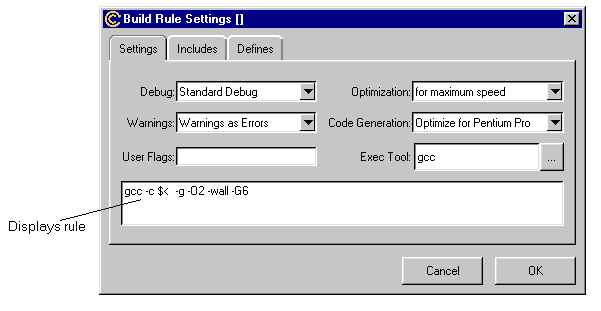 Build Rule Settings []
Settings Includes Defines
Debug: Standard Debug Optimization: for maximum speed
Warnings: Warnings as Errors Code Generation: Optimize for Pentium Pro
User Flags: Exec Tool: gcc ...
gcc -c $< -g -O2 -wall -G6
Displays rule
Cancel OK